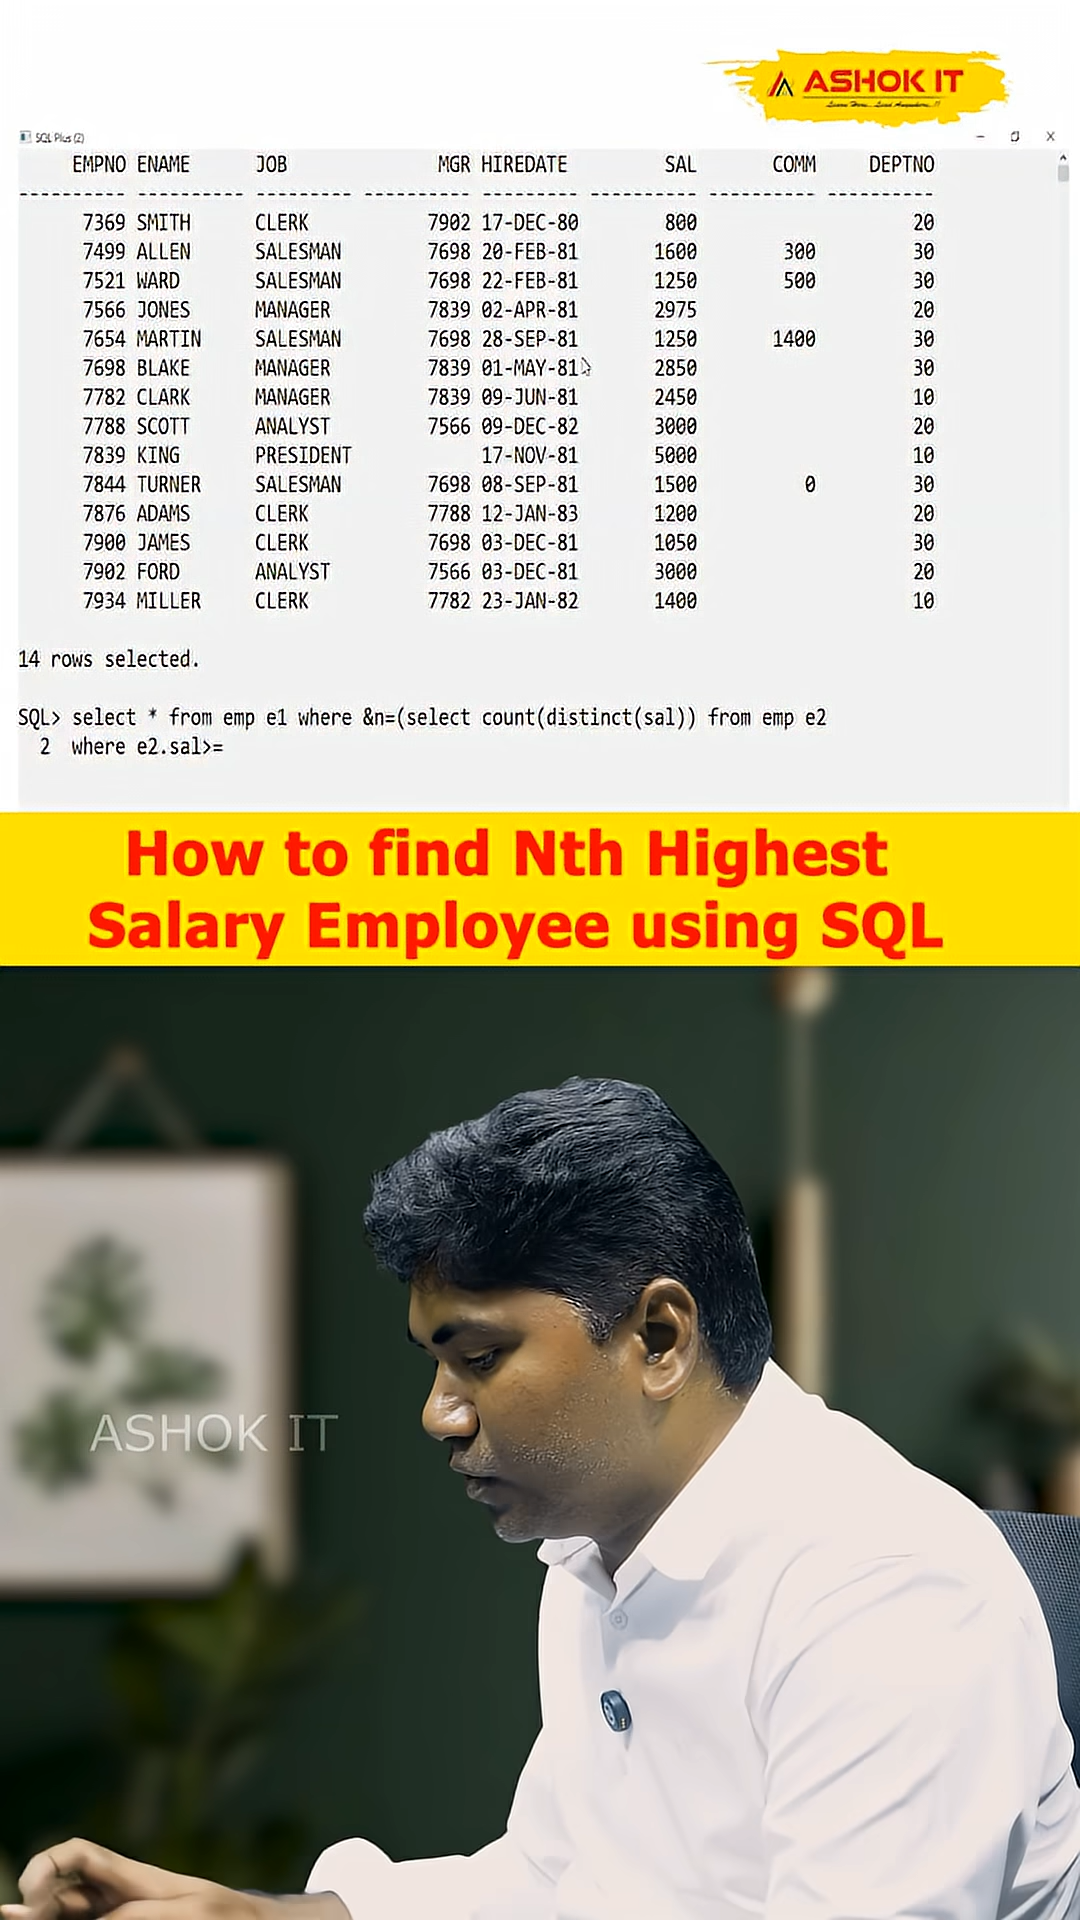 ASHOK IT
Learn Here.. Lead Anywhere..!!
SQL Plus (2)
EMPNO ENAME JOB MGR HIREDATE SAL COMM DEPTNO
7369 SMITH CLERK 7902 17-DEC-80 800 20
7499 ALLEN SALESMAN 7698 20-FEB-81 1600 300 30
7521 WARD SALESMAN 7698 22-FEB-81 1250 500 30
7566 JONES MANAGER 7839 02-APR-81 2975 20
7654 MARTIN SALESMAN 7698 28-SEP-81 1250 1400 30
7698 BLAKE MANAGER 7839 01-MAY-81 2850 30
7782 CLARK MANAGER 7839 09-JUN-81 2450 10
7788 SCOTT ANALYST 7566 09-DEC-82 3000 20
7839 KING PRESIDENT 17-NOV-81 5000 10
7844 TURNER SALESMAN 7698 08-SEP-81 1500 0 30
7876 ADAMS CLERK 7788 12-JAN-83 1200 20
7900 JAMES CLERK 7698 03-DEC-81 1050 30
7902 FORD ANALYST 7566 03-DEC-81 3000 20
7934 MILLER CLERK 7782 23-JAN-82 1400 10
14 rows selected.
SQL> select * from emp e1 where &n=(select count(distinct(sal)) from emp e2
2 where e2.sal>=
How to find Nth Highest
Salary Employee using SQL
ASHOK IT